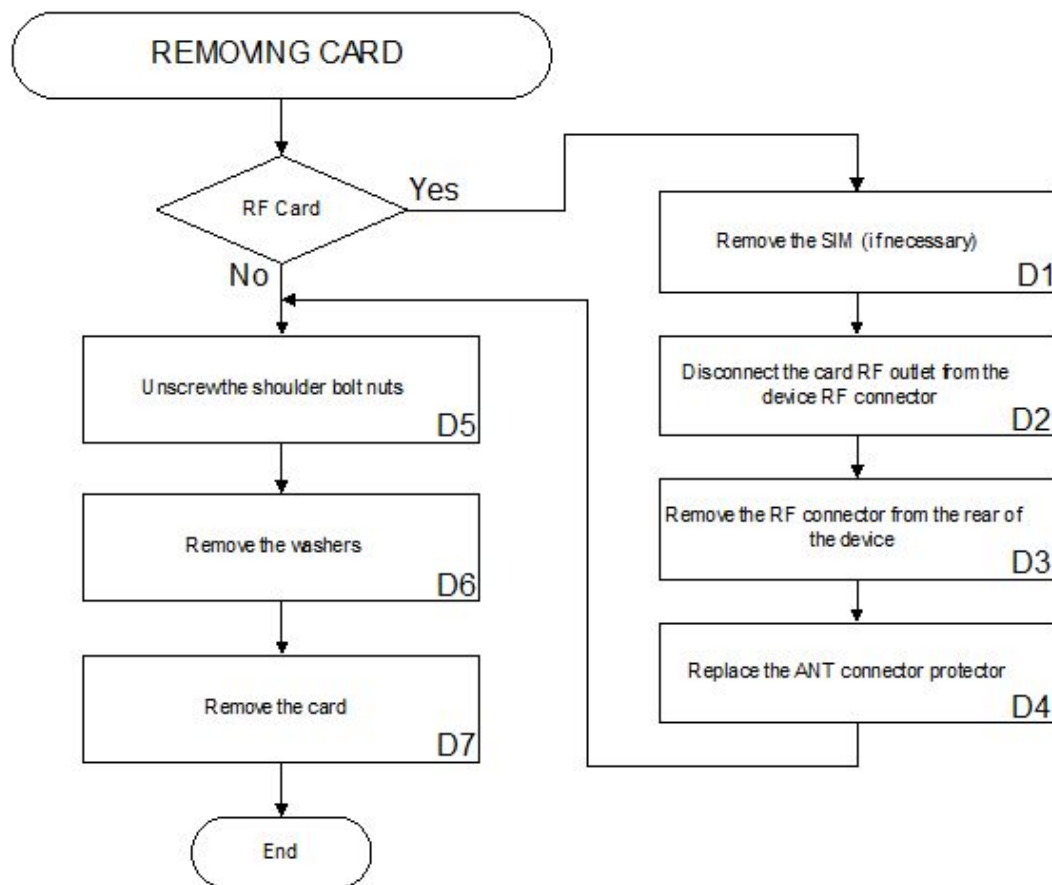 REMOVING CARD
RF Card
Yes
No
Remove the SIM (if necessary)
D1
Disconnect the card RF outlet from the
device RF connector
D2
Remove the RF connector from the rear of
the device
D3
Replace the ANT connector protector
D4
Unscrew the shoulder bolt nuts
D5
Remove the washers
D6
Remove the card
D7
End